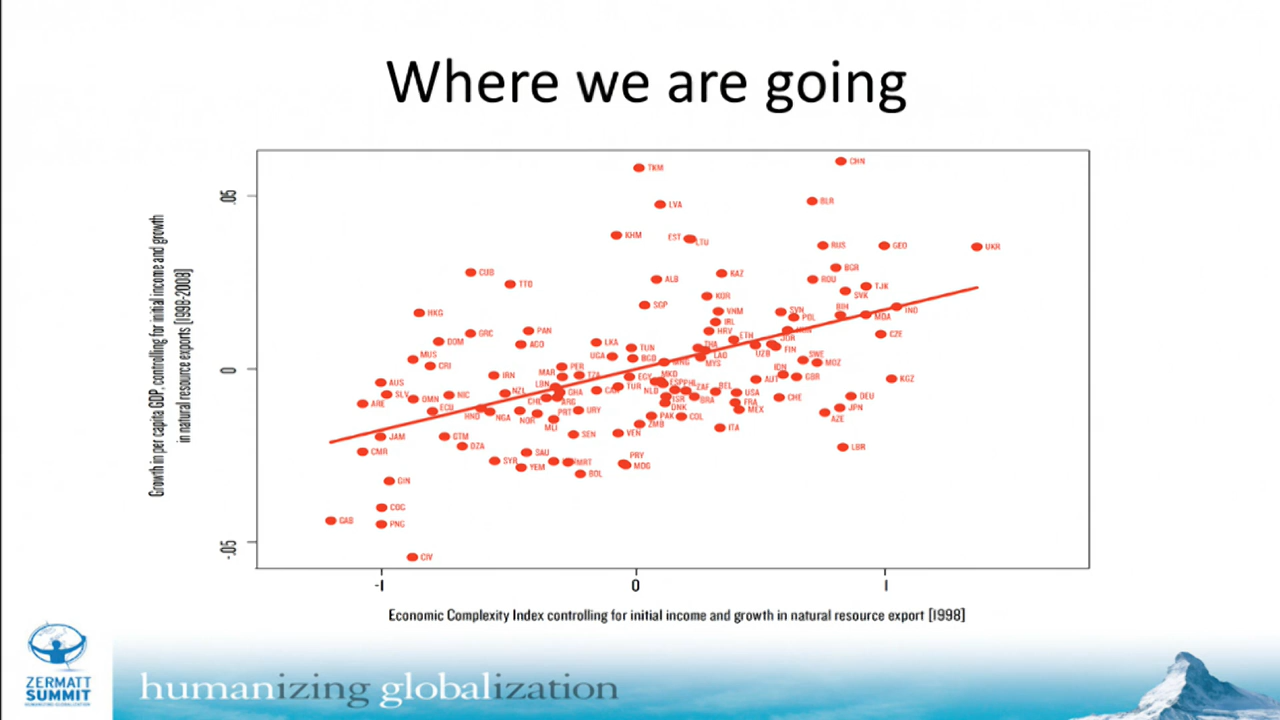 Where we are going
Growth in per capita GDP, controlling for initial income and growth
in natural resource exports [1998-2008]
.05
0
-.05
TKM
CHN
LVA
BLR
KHM
EST
LTU
RUS
GEO
UKR
CUB
TTO
ALB
KAZ
BGR
ROU
TJK
SVK
KOR
SGP
HKG
VNM
SVN
POL
BIH
MDA
IND
IRL
HRV
GRC
PAN
DOM
AGO
LKA
TUN
ETH
JOR
CZE
UGA
BGD
THA
LAO
MYS
UZB
FIN
SWE
MOZ
MUS
CRI
PER
MAR
TZA
EGY
MKD
IDN
GBR
KGZ
IRN
AUS
SLV
LBN
TUR
NLD
ESP
PHL
ZAF
BEL
AUT
USA
CHE
DEU
JPN
AZE
ARE
OMN
NIC
NZL
CHL
GHA
ARG
ISR
DNK
BRA
FRA
MEX
ECU
HND
NGA
NOR
PRT
URY
PAK
COL
ZMB
MLI
ITA
JAM
GTM
DZA
SEN
VEN
LBR
CMR
SAU
SYR
YEM
MRT
BOL
PRY
MDG
GIN
COG
GAB
PNG
CIV
-1
0
1
Economic Complexity Index controlling for initial income and growth in natural resource export [1998]
ZERMATT
SUMMIT
HUMANIZING GLOBALIZATION
humanizing globalization